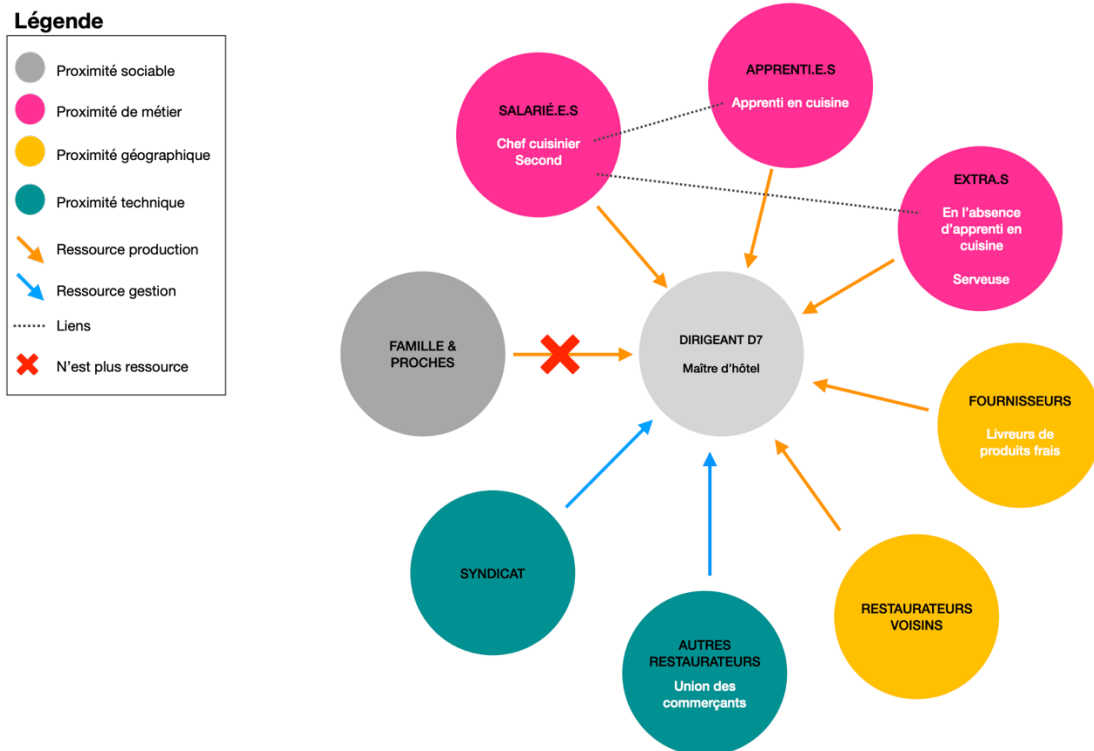 Légende
Proximité sociable
Proximité de métier
Proximité géographique
Proximité technique
Ressource production
Ressource gestion
Liens
N'est plus ressource
APPRENTI.E.S
Apprenti en cuisine
SALARIÉ.E.S
Chef cuisinier
Second
EXTRA.S
En l'absence
d'apprenti en
cuisine
Serveuse
FAMILLE &
PROCHES
DIRIGEANT D7
Maître d'hôtel
FOURNISSEURS
Livreurs de
produits frais
SYNDICAT
RESTAURATEURS
VOISINS
AUTRES
RESTAURATEURS
Union des
commerçants